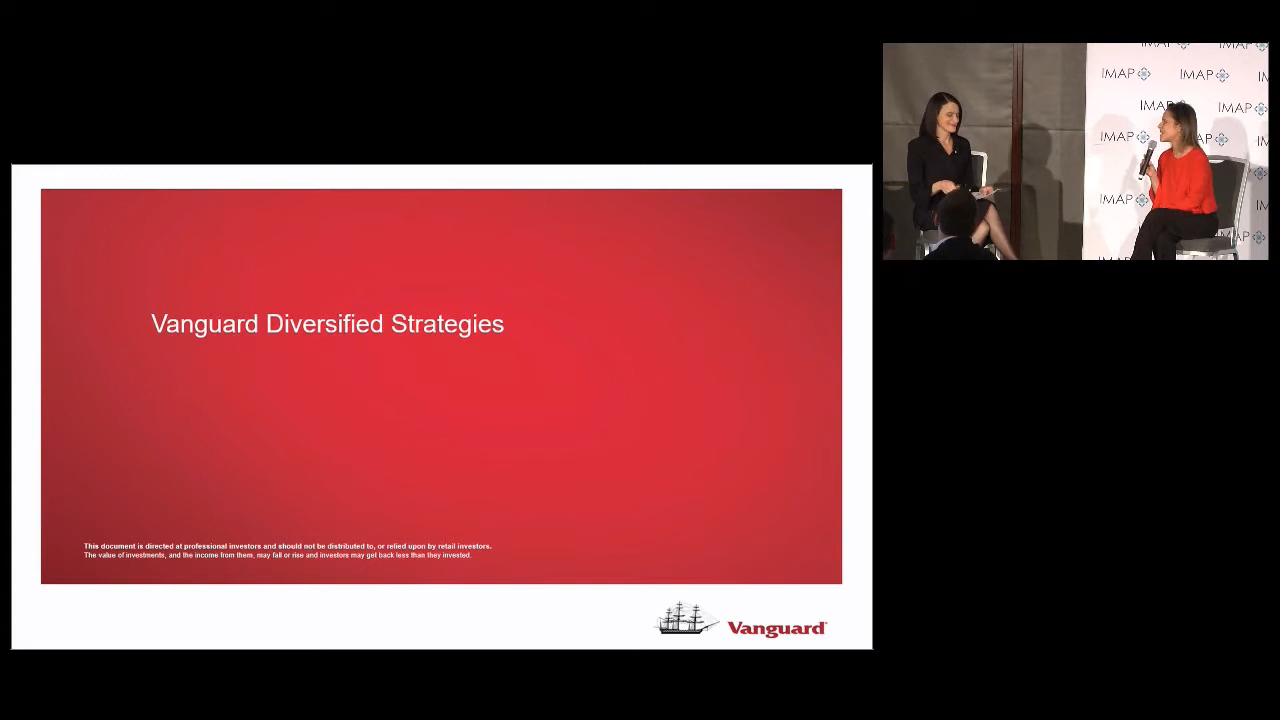 Vanguard Diversified Strategies
This document is directed at professional investors and should not be distributed to, or relied upon by retail investors.
The value of investments, and the income from them, may fall or rise and investors may get back less than they invested.
Vanguard®
IMAP IMAP
IMAP IMAP
IMAP IMAP
IMAP
IMAP
IMAP